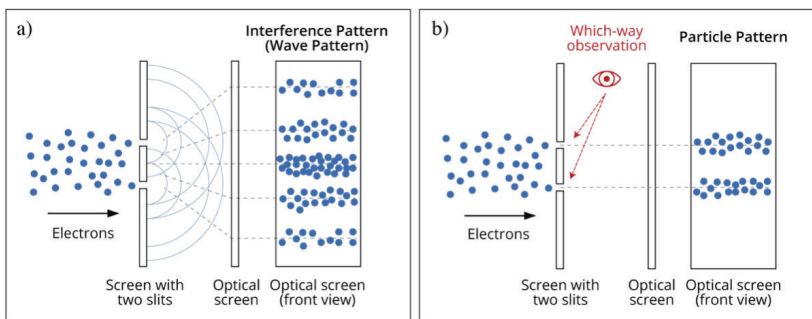 a)
Interference Pattern
(Wave Pattern)
Electrons
Screen with
two slits
Optical
screen
Optical screen
(front view)
b)
Which-way
observation
Particle Pattern
Electrons
Screen with
two slits
Optical
screen
Optical screen
(front view)